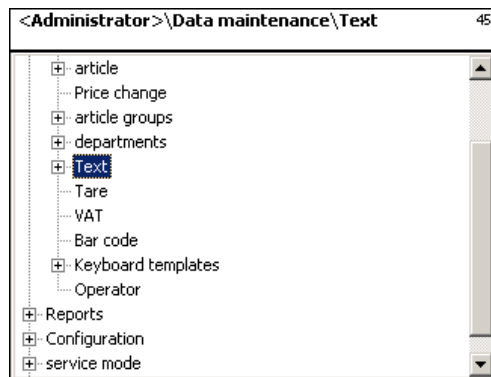 <Administrator>\Data maintenance\Text 45
article
Price change
article groups
departments
Text
Tare
VAT
Bar code
Keyboard templates
Operator
Reports
Configuration
service mode